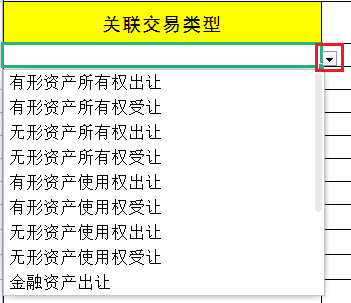 关联交易类型
有形资产所有权出让
有形资产所有权受让
无形资产所有权出让
无形资产所有权受让
有形资产使用权出让
有形资产使用权受让
无形资产使用权出让
无形资产使用权受让
金融资产出让